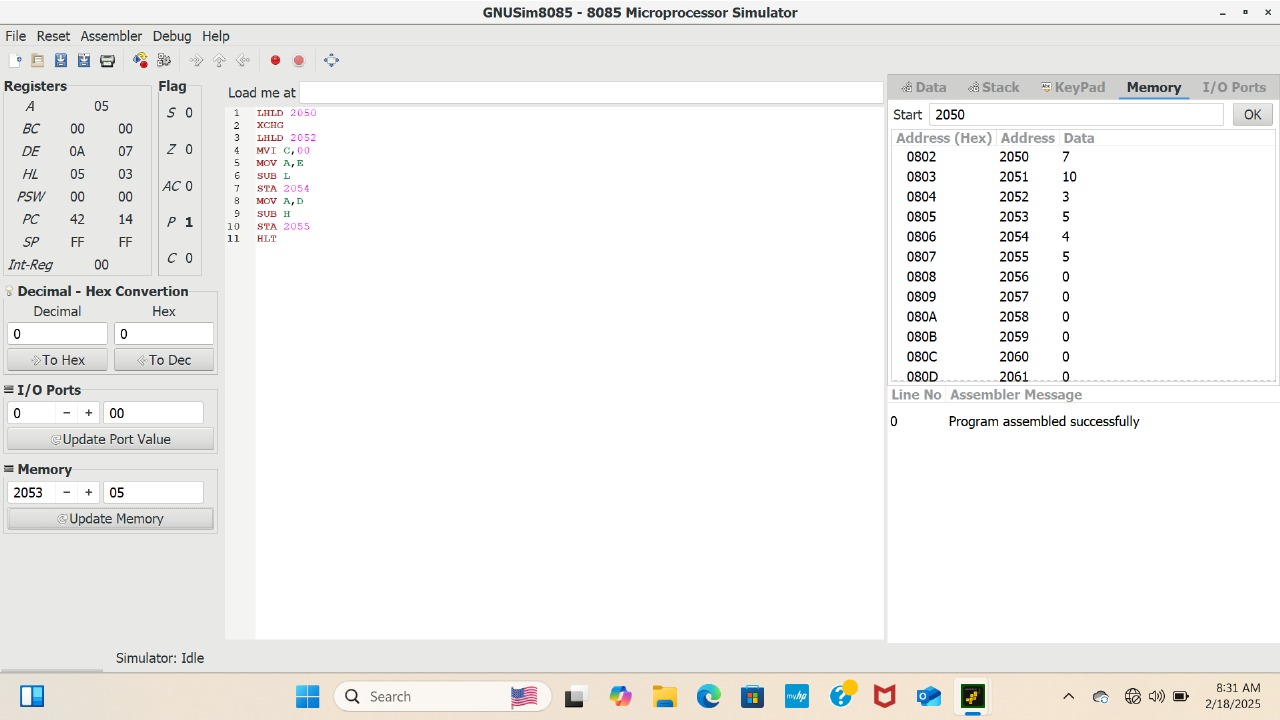 GNUSim8085 - 8085 Microprocessor Simulator
File Reset Assembler Debug Help
Registers
A 05
BC 00 00
DE 0A 07
HL 05 03
PSW 00 00
PC 42 14
SP FF FF
Int-Reg 00
Flag
S 0
Z 0
AC 0
P 1
C 0
Decimal - Hex Convertion
Decimal Hex
0 0
To Hex To Dec
I/O Ports
0 − + 00
Update Port Value
Memory
2053 − + 05
Update Memory
Load me at
1 LHLD 2050
2 XCHG
3 LHLD 2052
4 MVI C,00
5 MOV A,E
6 SUB L
7 STA 2054
8 MOV A,D
9 SUB H
10 STA 2055
11 HLT
Data Stack KeyPad Memory I/O Ports
Start 2050 OK
Address (Hex) Address Data
0802 2050 7
0803 2051 10
0804 2052 3
0805 2053 5
0806 2054 4
0807 2055 5
0808 2056 0
0809 2057 0
080A 2058 0
080B 2059 0
080C 2060 0
080D 2061 0
Line No Assembler Message
0 Program assembled successfully
Simulator: Idle
Search
myhp
8:31 AM
2/18/2025